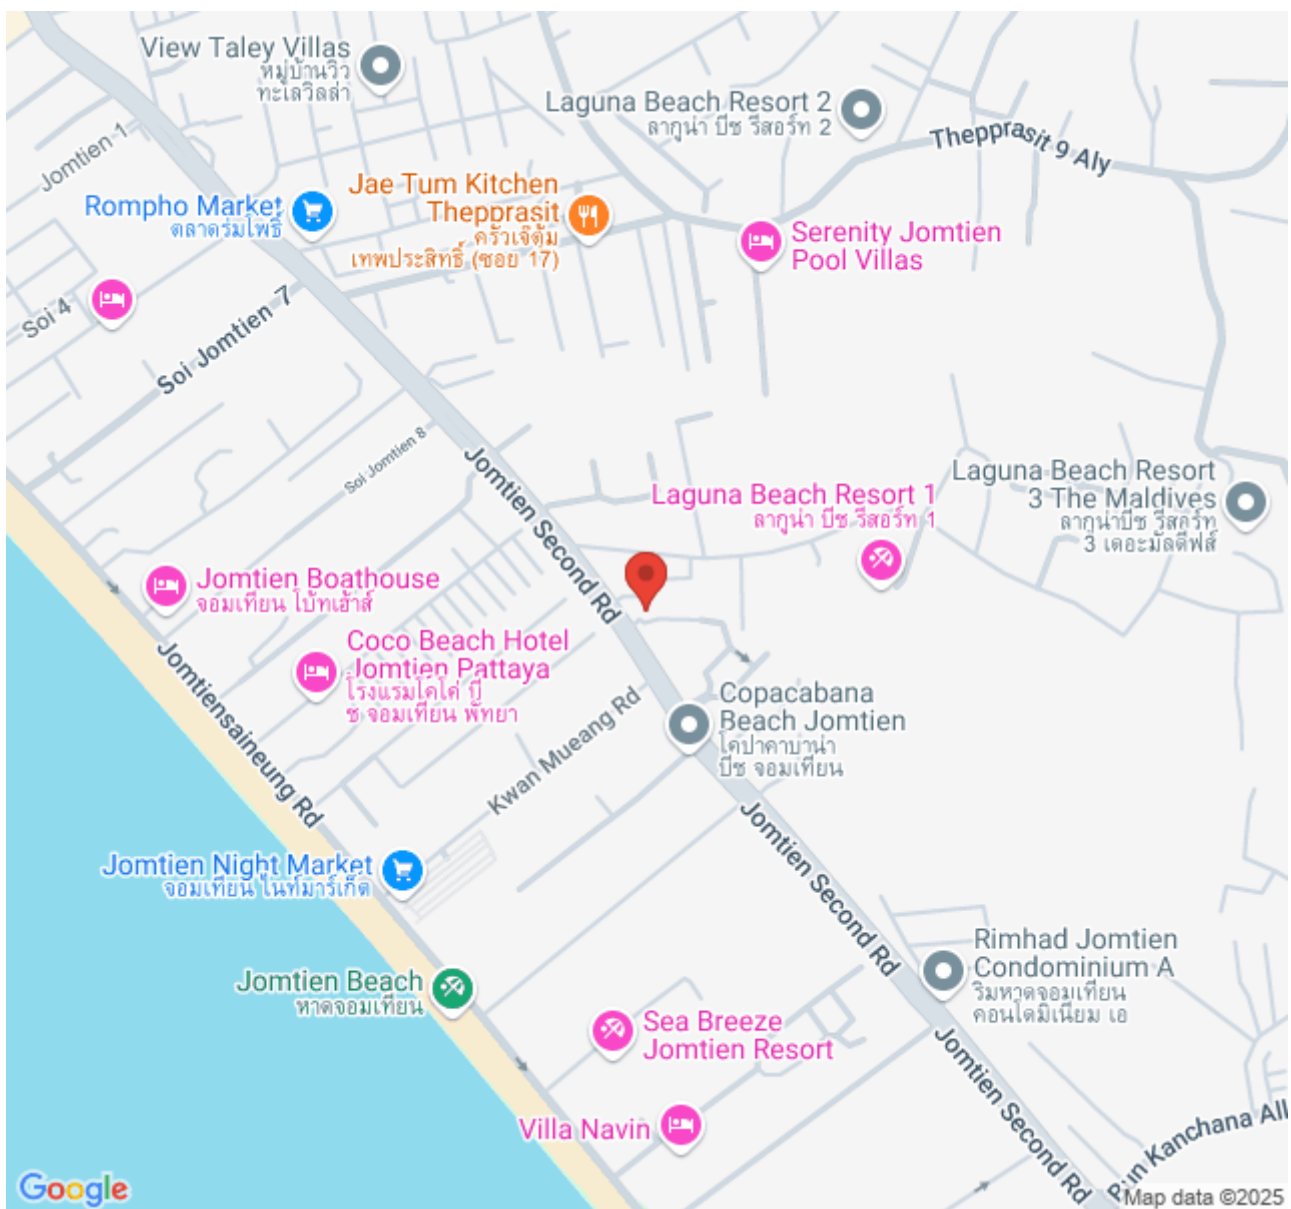 View Taley Villas
หมู่บ้านวิว
ทะเลวิลล่า
Laguna Beach Resort 2
ลากูน่า บีช รีสอร์ท 2
Thepprasit 9 Aly
Jomtien 1
Rompho Market
ตลาดร่มโพธิ์
Jae Tum Kitchen
Thepprasit
ครัวเจ๊ตุ้ม
เทพประสิทธิ์ (ซอย 17)
Serenity Jomtien
Pool Villas
Soi 4
Soi Jomtien 7
Soi Jomtien 8
Jomtien Second Rd
Laguna Beach Resort 1
ลากูน่า บีช รีสอร์ท 1
Laguna Beach Resort
3 The Maldives
ลากูน่าบีช รีสอร์ท
3 เดอะมัลดีฟส์
Jomtien Boathouse
จอมเทียน โบ้ทเฮ้าส์
Coco Beach Hotel
Jomtien Pattaya
โรงแรมโคโค่ บี
ช จอมเทียน พัทยา
Jomtiensaineung Rd
Kwan Mueang Rd
Copacabana
Beach Jomtien
โคปาคาบาน่า
บีช จอมเทียน
Jomtien Night Market
จอมเทียน ไนท์มาร์เก็ต
Jomtien Second Rd
Jomtien Beach
หาดจอมเทียน
Rimhad Jomtien
Condominium A
ริมหาดจอมเทียน
คอนโดมิเนียม เอ
Sea Breeze
Jomtien Resort
Jomtien Second Rd
Villa Navin
Pun Kanchana All
Google
Map data ©2025